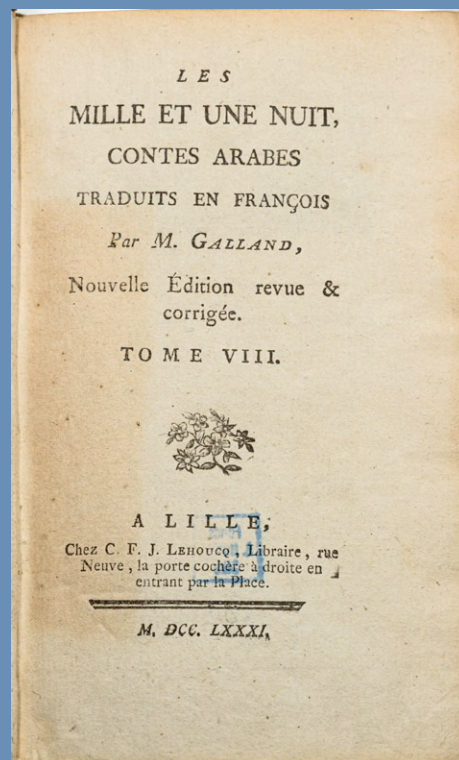 LES
MILLE ET UNE NUIT,
CONTES ARABES
TRADUITS EN FRANÇOIS
Par M. GALLAND,
Nouvelle Édition revue &
corrigée.
TOME VIII.
A LILLE,
Chez C. F. J. LEHOUCQ, Libraire, rue
Neuve, la porte cochère à droite en
entrant par la Place.
M. DCC. LXXXI.